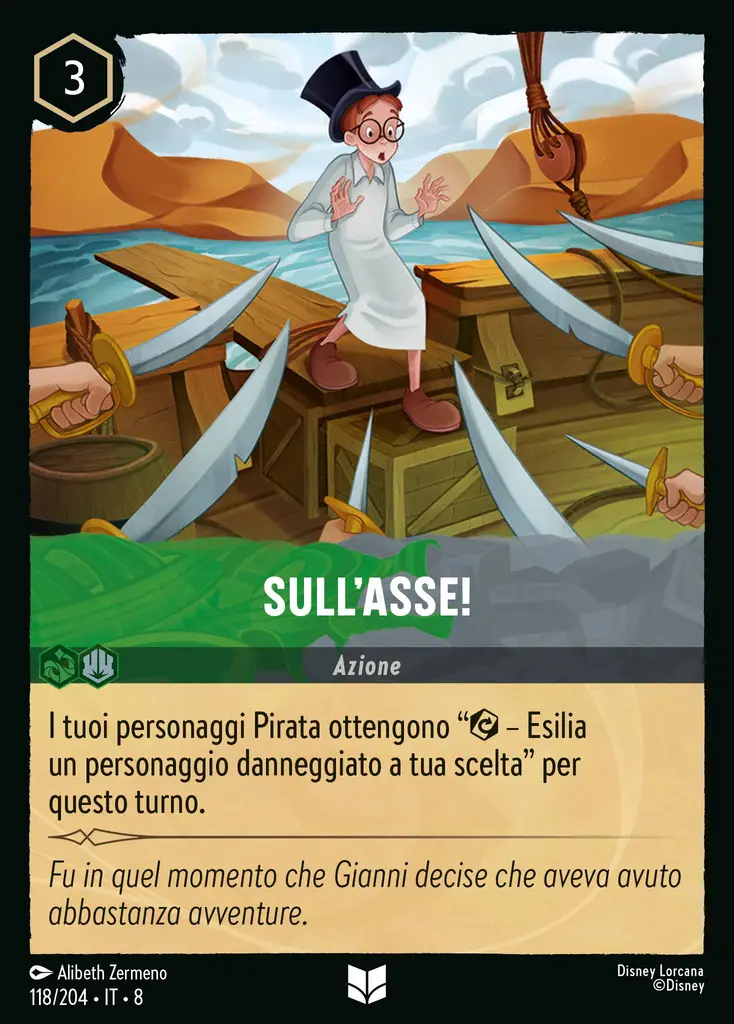 3
SULL'ASSE!
Azione
I tuoi personaggi Pirata ottengono “ – Esilia
un personaggio danneggiato a tua scelta” per
questo turno.
Fu in quel momento che Gianni decise che aveva avuto
abbastanza avventure.
Alibeth Zermeno
118/204 • IT • 8
Disney Lorcana
©Disney